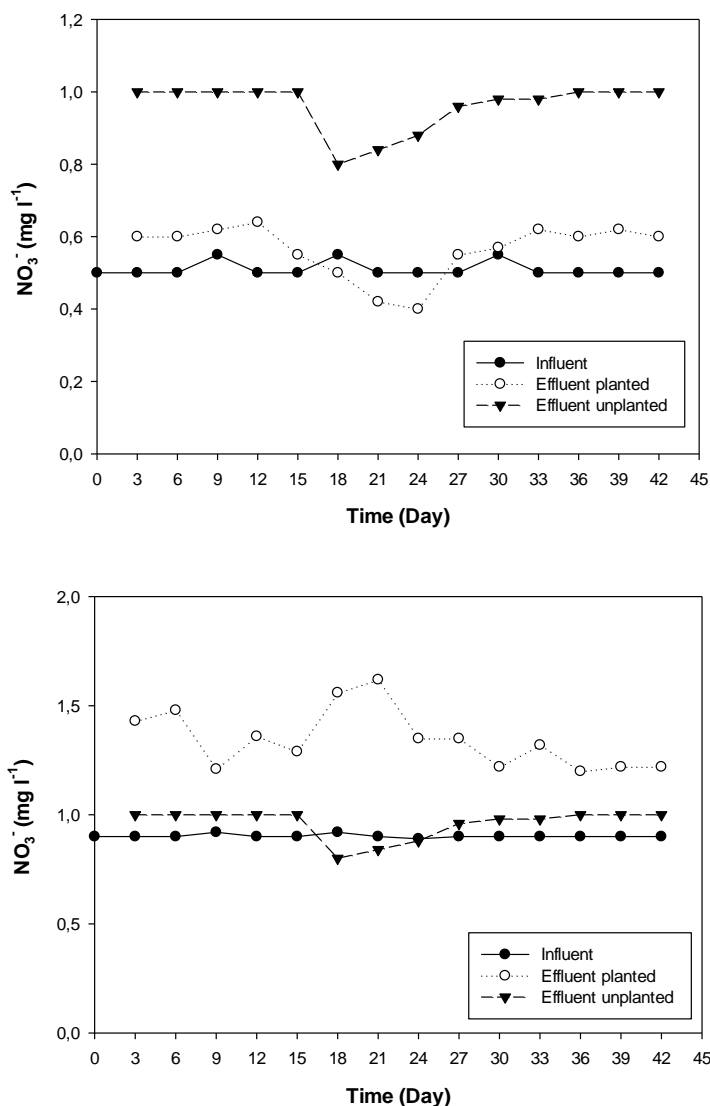 1,2
1,0
0,8
0,6
0,4
0,2
0,0
NO₃⁻ (mg l⁻¹)
Influent
Effluent planted
Effluent unplanted
0 3 6 9 12 15 18 21 24 27 30 33 36 39 42 45
Time (Day)
2,0
1,5
1,0
0,5
0,0
NO₃⁻ (mg l⁻¹)
Influent
Effluent planted
Effluent unplanted
0 3 6 9 12 15 18 21 24 27 30 33 36 39 42 45
Time (Day)